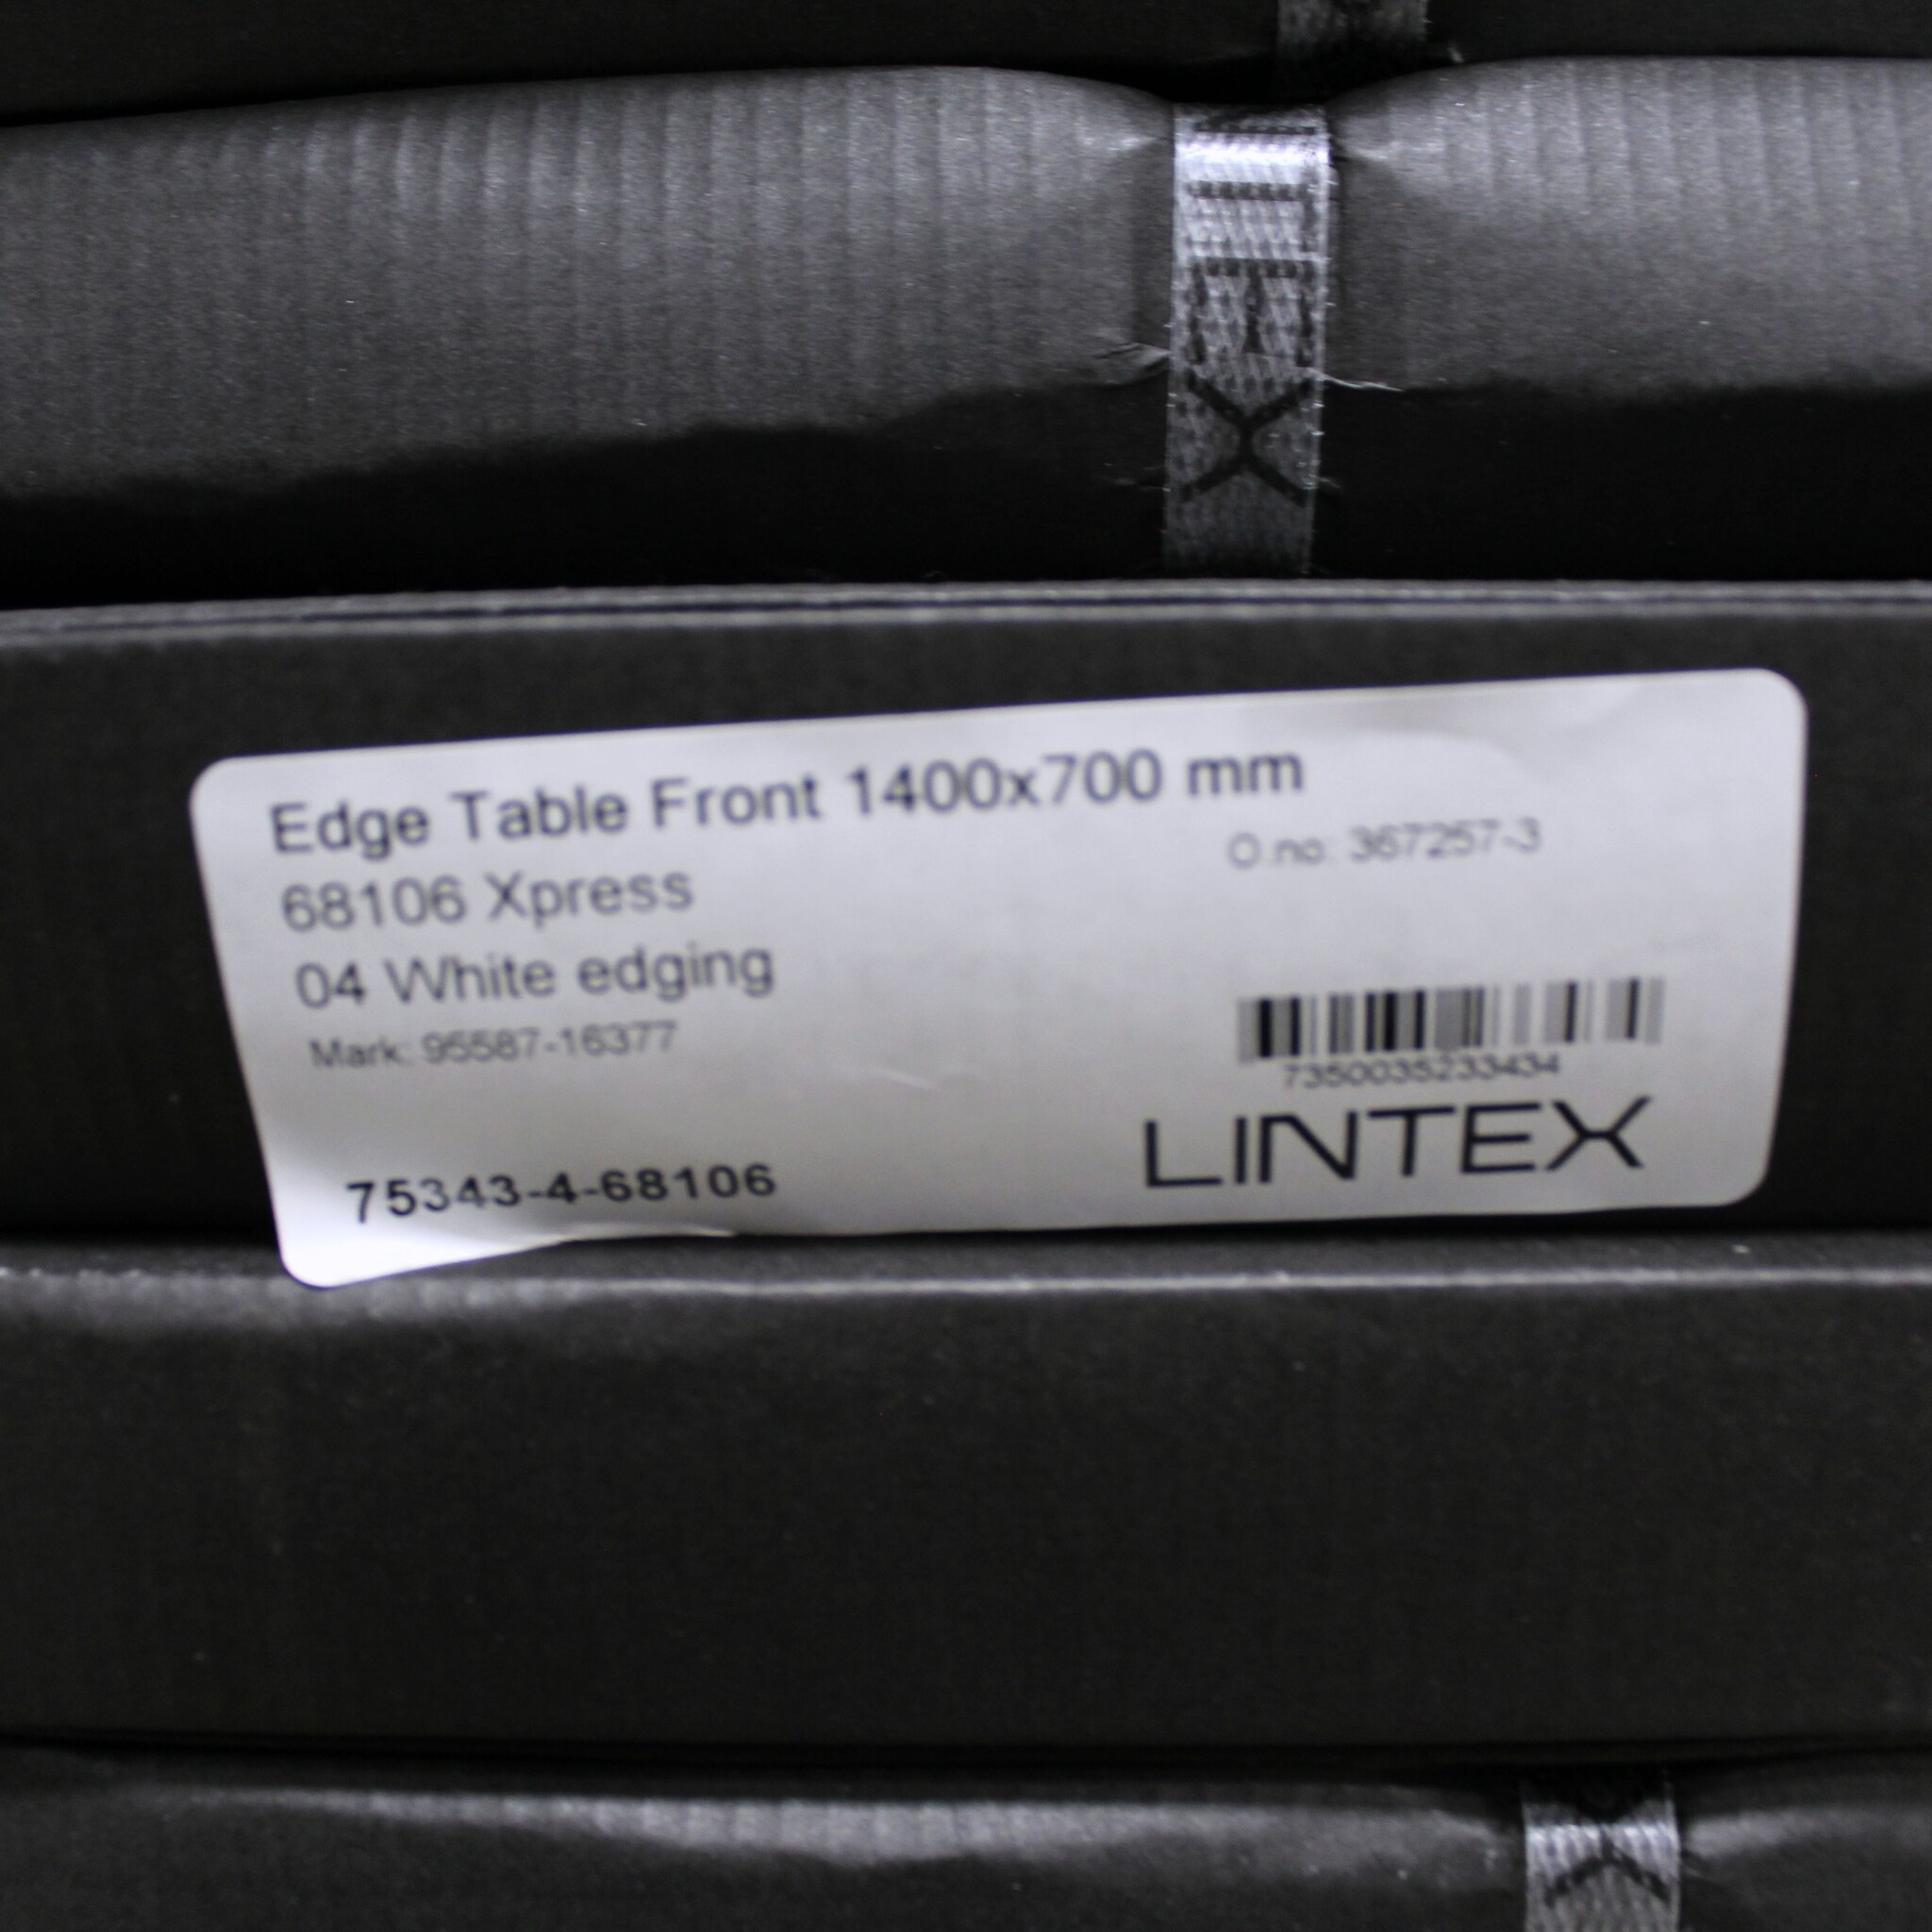 TEX
Edge Table Front 1400x700 mm
O.no: 367257-3
68106 Xpress
04 White edging
Mark: 95587-16377
7350035233434
75343-4-68106
LINTEX
X